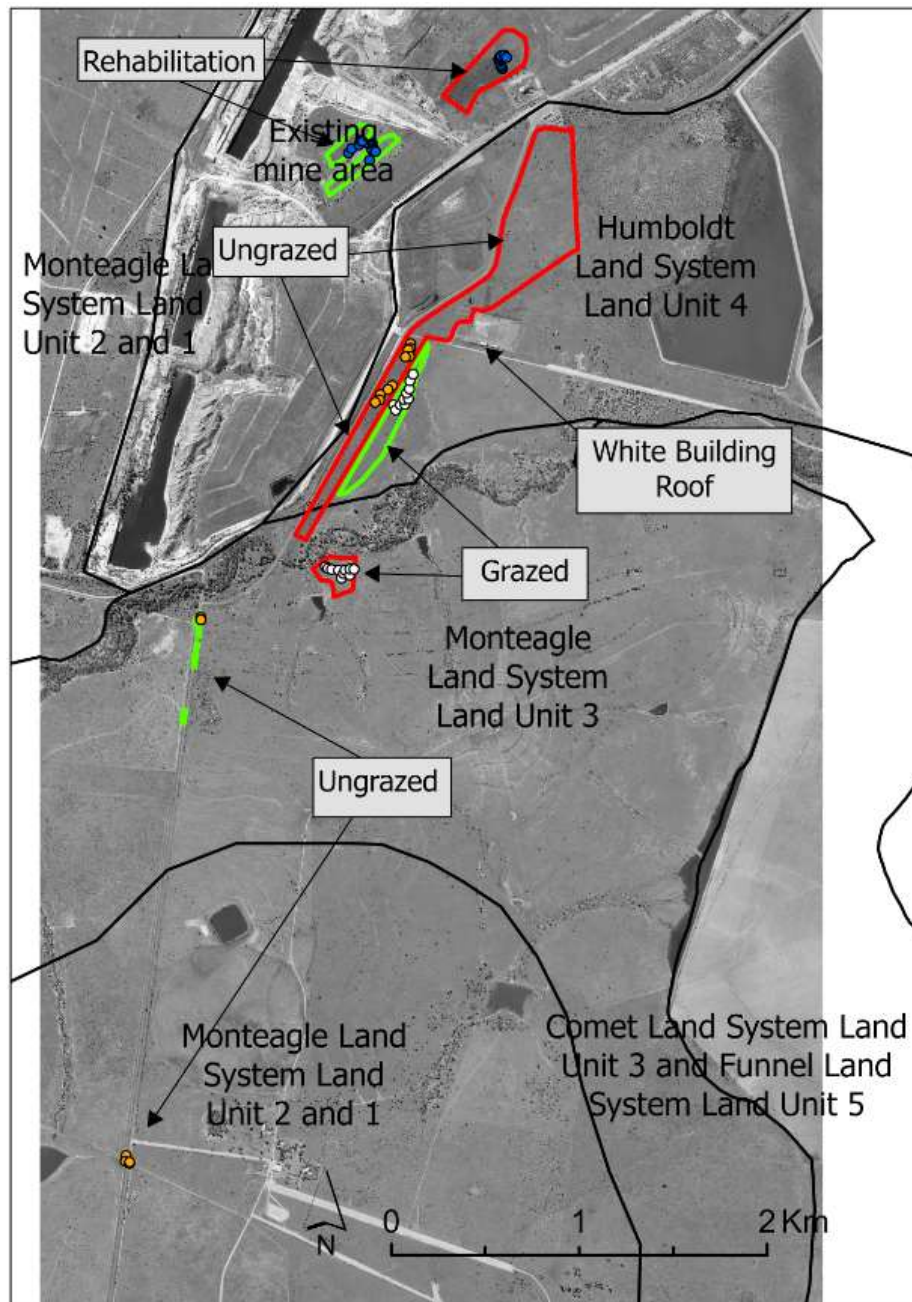 Rehabilitation
Existing
mine area
Ungrazed
Humboldt
Land System
Land Unit 4
Monteagle La
System Land
Unit 2 and 1
White Building
Roof
Grazed
Monteagle
Land System
Land Unit 3
Ungrazed
Monteagle Land
System Land
Unit 2 and 1
Comet Land System Land
Unit 3 and Funnel Land
System Land Unit 5
N
0 1 2 Km